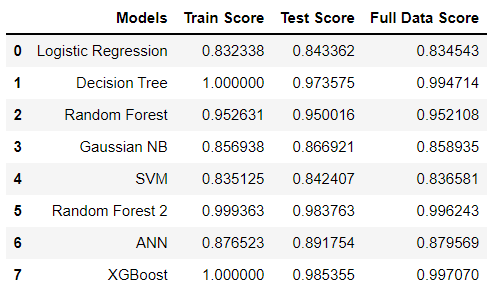 Models Train Score Test Score Full Data Score
0 Logistic Regression 0.832338 0.843362 0.834543
1 Decision Tree 1.000000 0.973575 0.994714
2 Random Forest 0.952631 0.950016 0.952108
3 Gaussian NB 0.856938 0.866921 0.858935
4 SVM 0.835125 0.842407 0.836581
5 Random Forest 2 0.999363 0.983763 0.996243
6 ANN 0.876523 0.891754 0.879569
7 XGBoost 1.000000 0.985355 0.997070